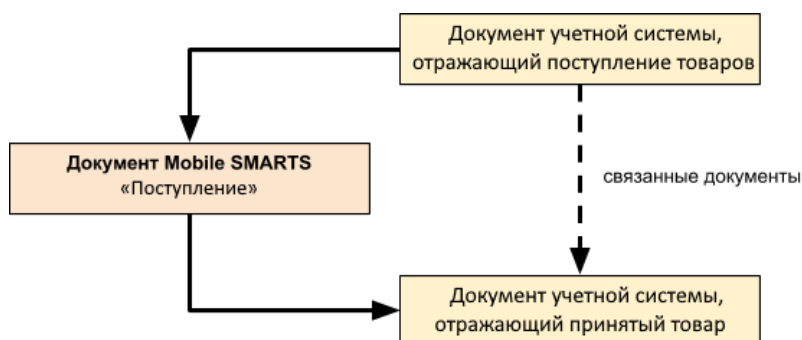 Документ учетной системы,
отражающий поступление товаров
Документ Mobile SMARTS
«Поступление»
связанные документы
Документ учетной системы,
отражающий принятый товар